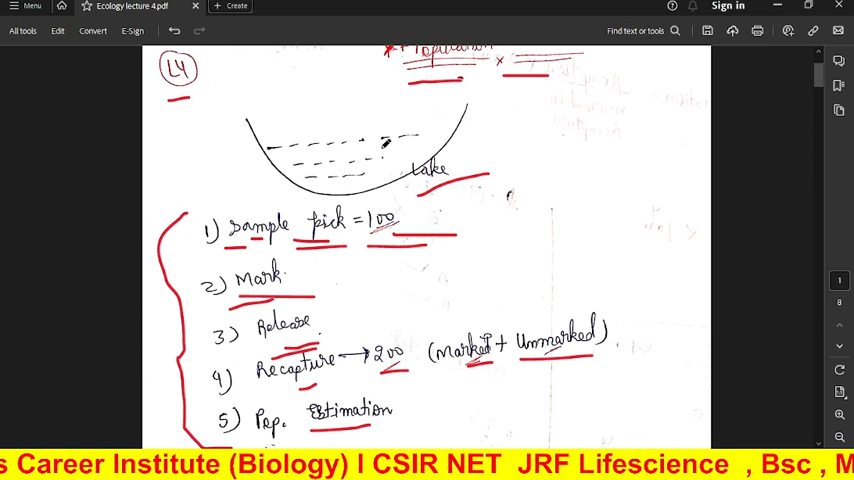 Menu
Ecology lecture 4.pdf
Create
Sign in
All tools
Edit
Convert
E-Sign
Find text or tools
L4
Population x
Lake
1) Sample pick = 100
2) Mark.
3) Release.
4) Recapture → 200 (Marked + Unmarked)
5) Pop. Estimation
1
8
s Career Institute (Biology) I CSIR NET JRF Lifescience , Bsc , M